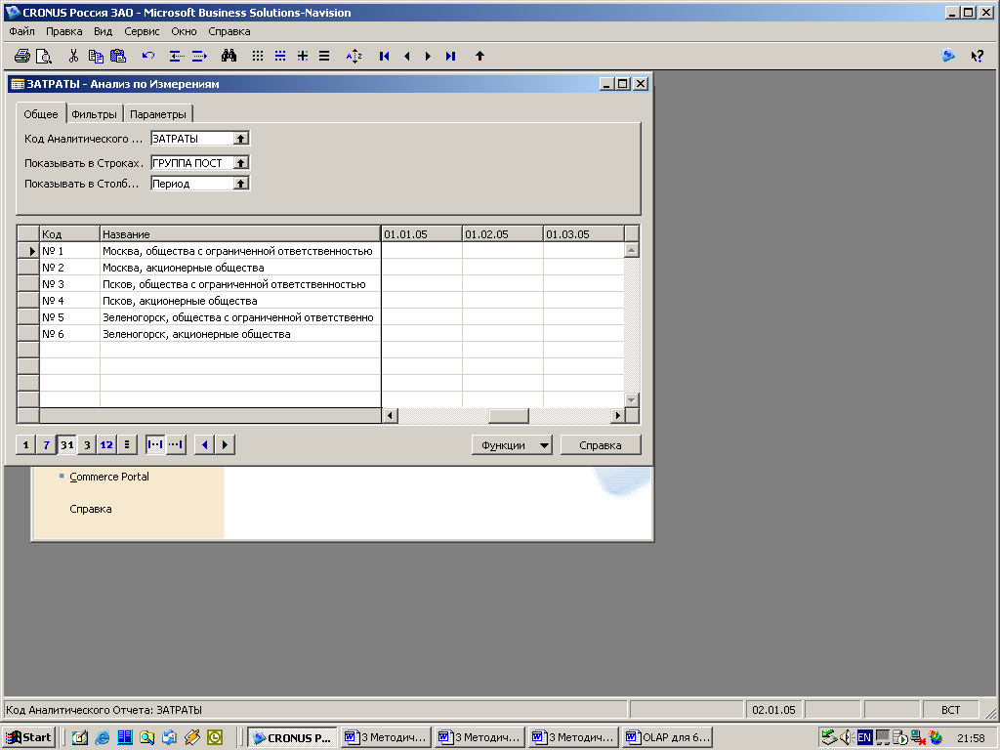 CRONUS Россия ЗАО - Microsoft Business Solutions-Navision
Файл Правка Вид Сервис Окно Справка
ЗАТРАТЫ - Анализ по Измерениям
Общее Фильтры Параметры
Код Аналитического ... ЗАТРАТЫ
Показывать в Строках. ГРУППА ПОСТ
Показывать в Столб... Период
Код Название 01.01.05 01.02.05 01.03.05
№ 1 Москва, общества с ограниченной ответственностью
№ 2 Москва, акционерные общества
№ 3 Псков, общества с ограниченной ответственностью
№ 4 Псков, акционерные общества
№ 5 Зеленогорск, общества с ограниченной ответственно
№ 6 Зеленогорск, акционерные общества
1 7 31 3 12 Функции Справка
Commerce Portal
Справка
Код Аналитического Отчета: ЗАТРАТЫ 02.01.05 ВСТ
Start CRONUS Р... 3 Методич... 3 Методич... 3 Методич... OLAP для 6... EN 21:58